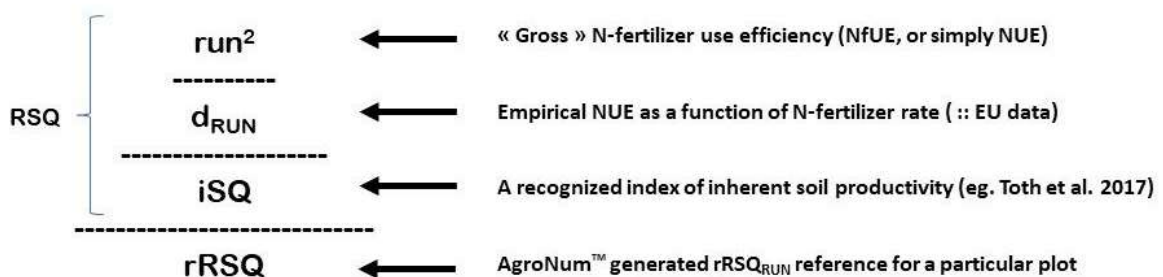 run² « Gross » N-fertilizer use efficiency (NfUE, or simply NUE)
----------
RSQ
d_RUN Empirical NUE as a function of N-fertilizer rate ( :: EU data)
--------------------
iSQ A recognized index of inherent soil productivity (eg. Toth et al. 2017)
-----------------------------
rRSQ AgroNum™ generated rRSQ_RUN reference for a particular plot